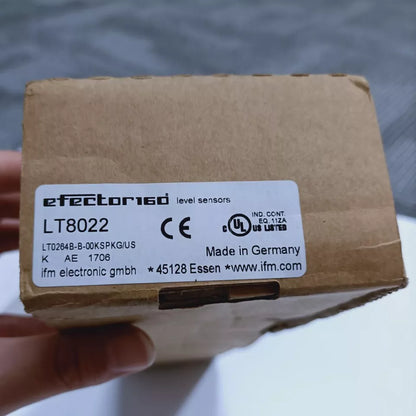 efector160 level sensors
LT8022
CE
C UL US LISTED
IND. CONT.
EQ. 11ZA
LT0264B-B-00KSPKG/US
K AE 1706
Made in Germany
ifm electronic gmbh * 45128 Essen * www.ifm.com